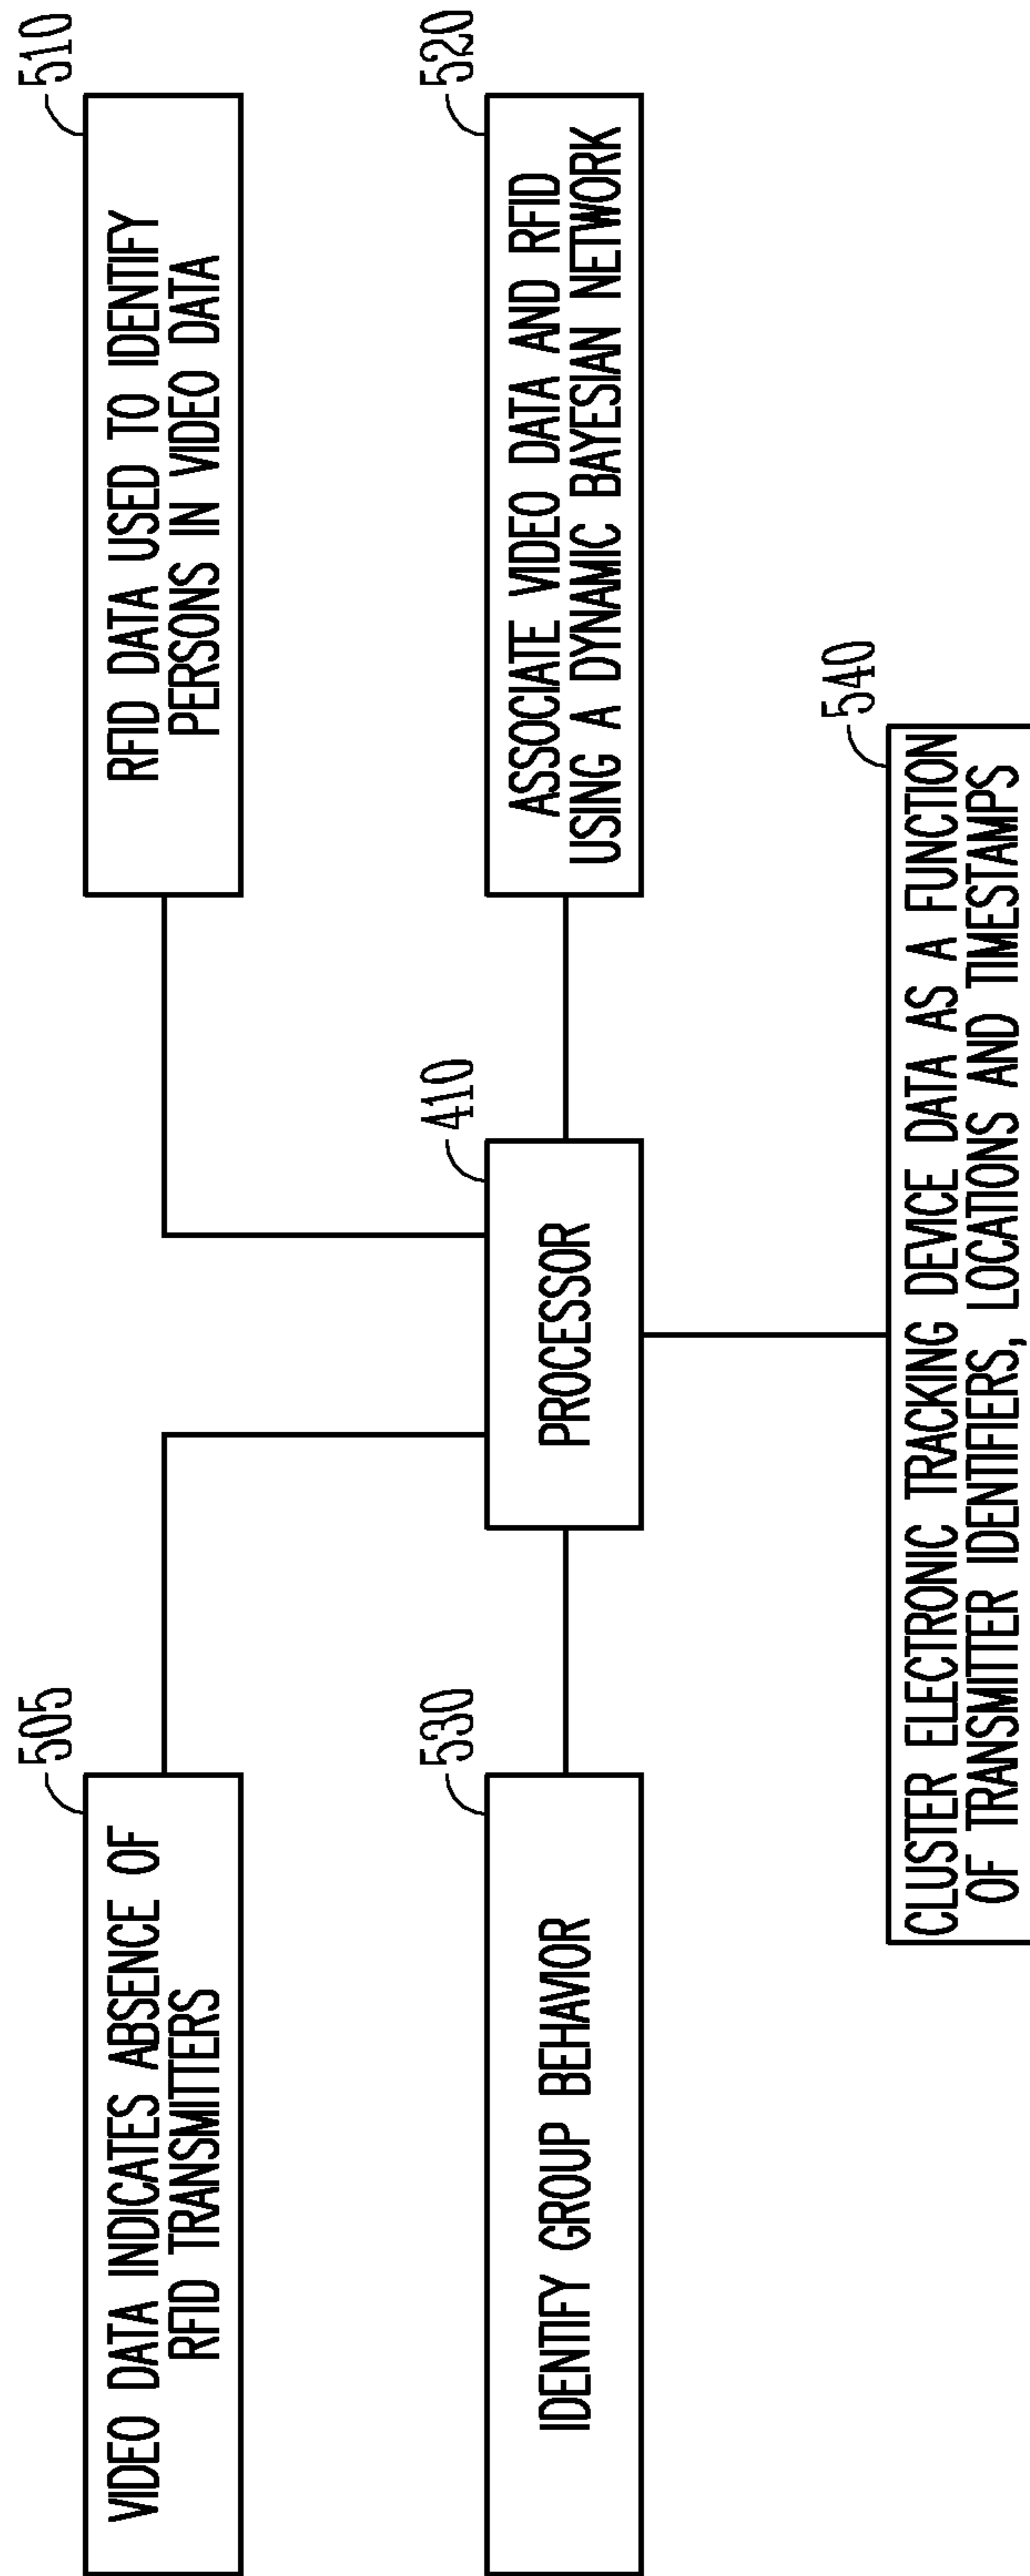 505
VIDEO DATA INDICATES ABSENCE OF
RFID TRANSMITTERS
510
RFID DATA USED TO IDENTIFY
PERSONS IN VIDEO DATA
530
IDENTIFY GROUP BEHAVIOR
410
PROCESSOR
520
ASSOCIATE VIDEO DATA AND RFID
USING A DYNAMIC BAYESIAN NETWORK
540
CLUSTER ELECTRONIC TRACKING DEVICE DATA AS A FUNCTION
OF TRANSMITTER IDENTIFIERS, LOCATIONS AND TIMESTAMPS